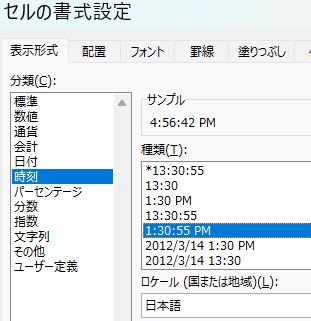 セルの書式設定
表示形式 配置 フォント 罫線 塗りつぶし
分類(C):
標準
数値
通貨
会計
日付
時刻
パーセンテージ
分数
指数
文字列
その他
ユーザー定義
サンプル
4:56:42 PM
種類(T):
*13:30:55
13:30
1:30 PM
13:30:55
1:30:55 PM
2012/3/14 1:30 PM
2012/3/14 13:30
ロケール (国または地域)(L):
日本語